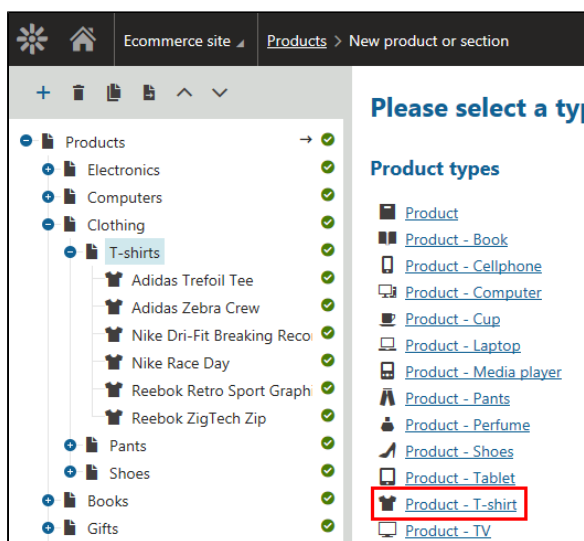 Ecommerce site
Products > New product or section
Please select a ty
Products
Electronics
Computers
Clothing
T-shirts
Adidas Trefoil Tee
Adidas Zebra Crew
Nike Dri-Fit Breaking Reco
Nike Race Day
Reebok Retro Sport Graphi
Reebok ZigTech Zip
Pants
Shoes
Books
Gifts
Product types
Product
Product - Book
Product - Cellphone
Product - Computer
Product - Cup
Product - Laptop
Product - Media player
Product - Pants
Product - Perfume
Product - Shoes
Product - Tablet
Product - T-shirt
Product - TV